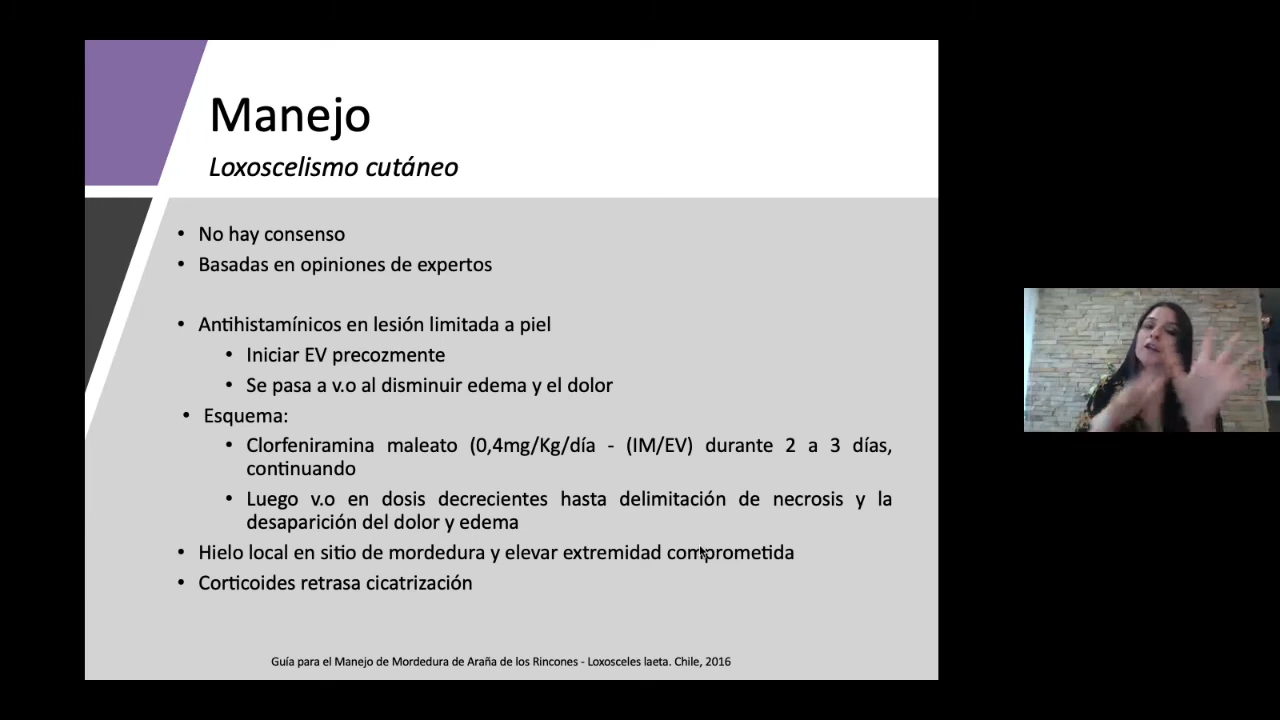 Manejo
Loxoscelismo cutáneo
• No hay consenso
• Basadas en opiniones de expertos
• Antihistamínicos en lesión limitada a piel
• Iniciar EV precozmente
• Se pasa a v.o al disminuir edema y el dolor
• Esquema:
• Clorfeniramina maleato (0,4mg/Kg/día - (IM/EV) durante 2 a 3 días,
continuando
• Luego v.o en dosis decrecientes hasta delimitación de necrosis y la
desaparición del dolor y edema
• Hielo local en sitio de mordedura y elevar extremidad comprometida
• Corticoides retrasa cicatrización
Guía para el Manejo de Mordedura de Araña de los Rincones - Loxosceles laeta. Chile, 2016